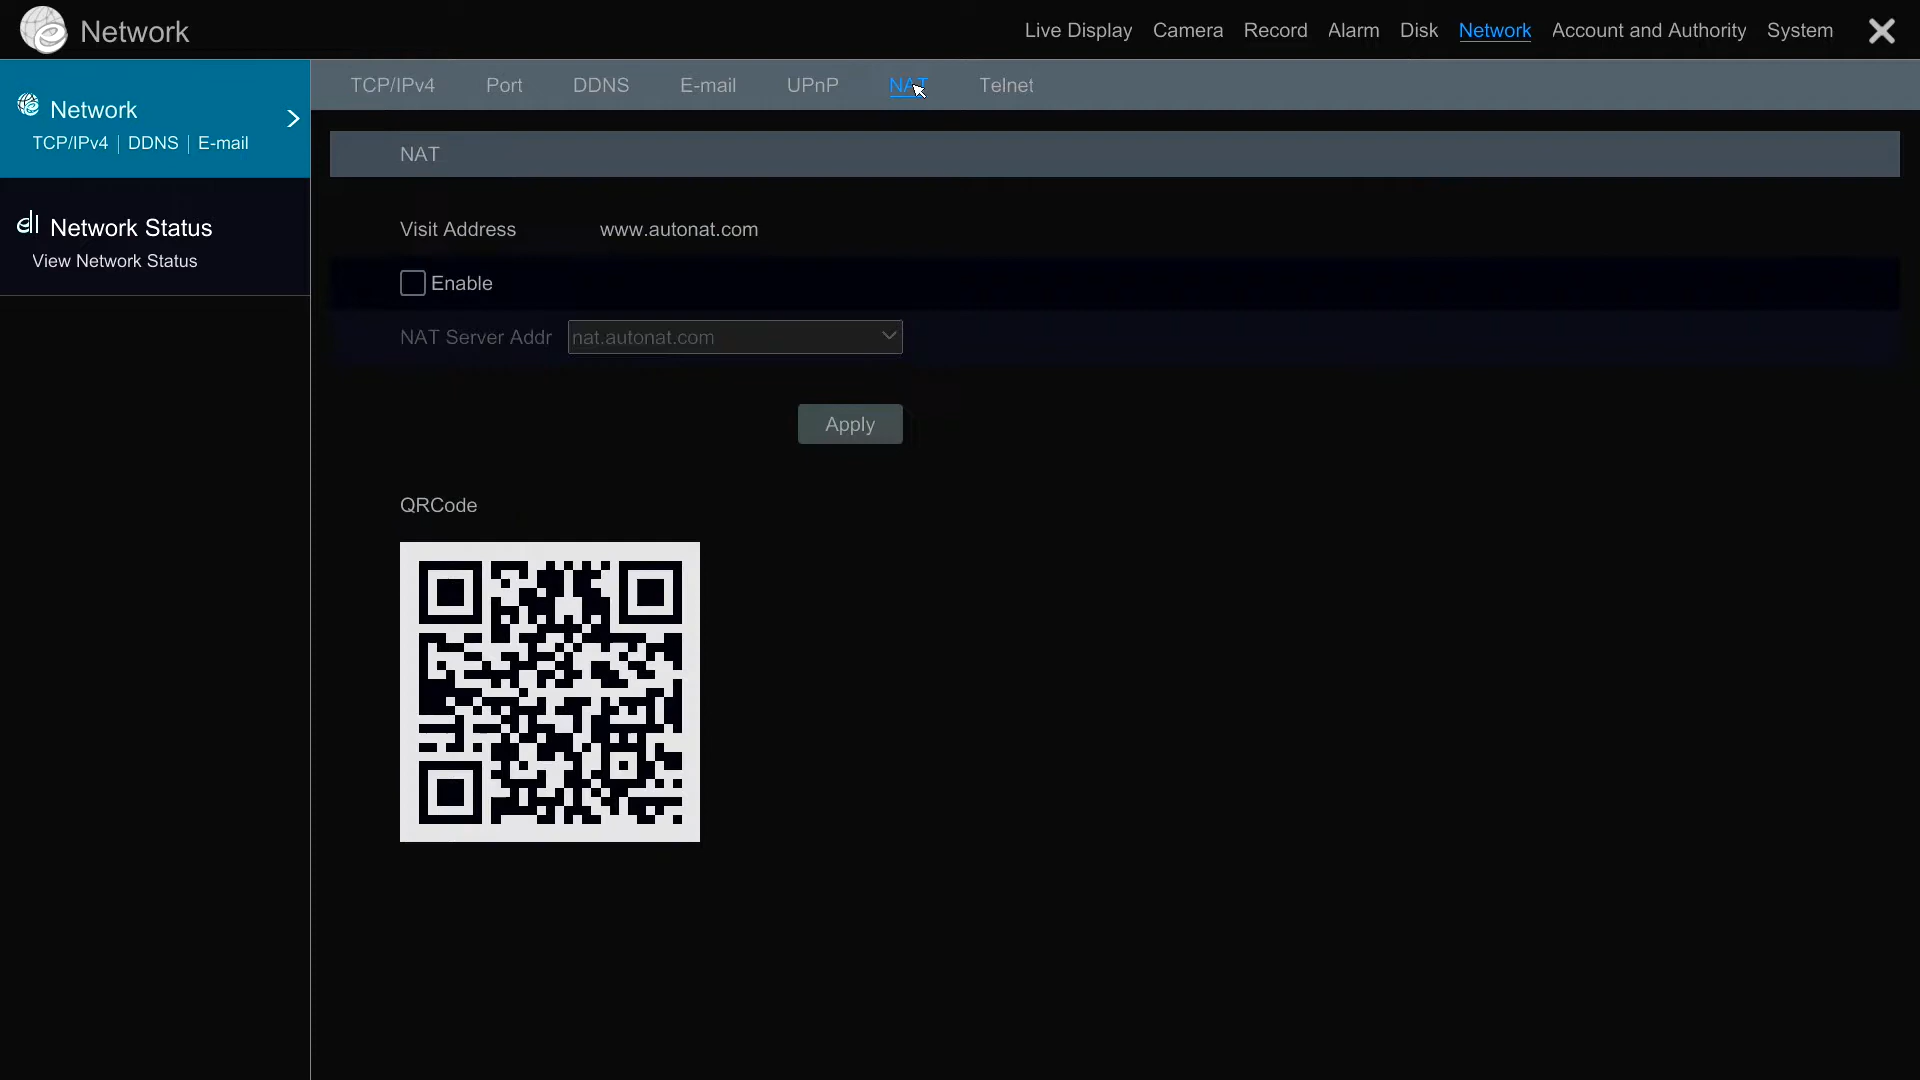 Network
Live Display Camera Record Alarm Disk Network Account and Authority System
Network
TCP/IPv4 | DDNS | E-mail
Network Status
View Network Status
TCP/IPv4 Port DDNS E-mail UPnP NAT Telnet
NAT
Visit Address www.autonat.com
Enable
NAT Server Addr nat.autonat.com
Apply
QRCode